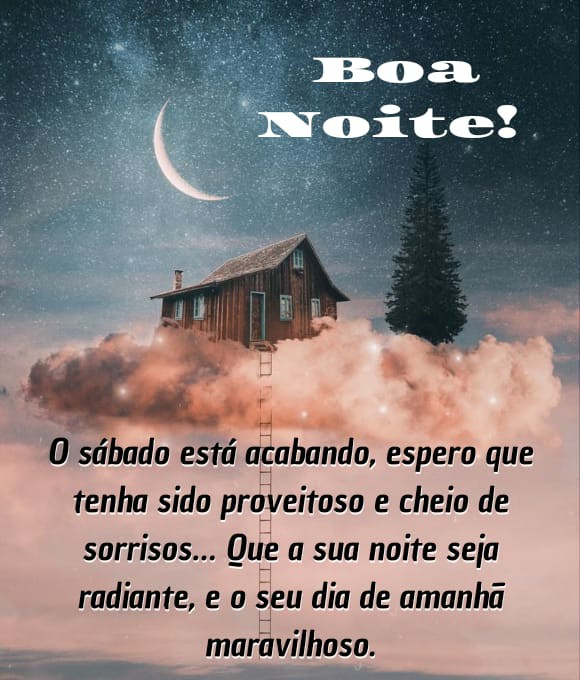 Boa
Noite!
O sábado está acabando, espero que
tenha sido proveitoso e cheio de
sorrisos... Que a sua noite seja
radiante, e o seu dia de amanhã
maravilhoso.